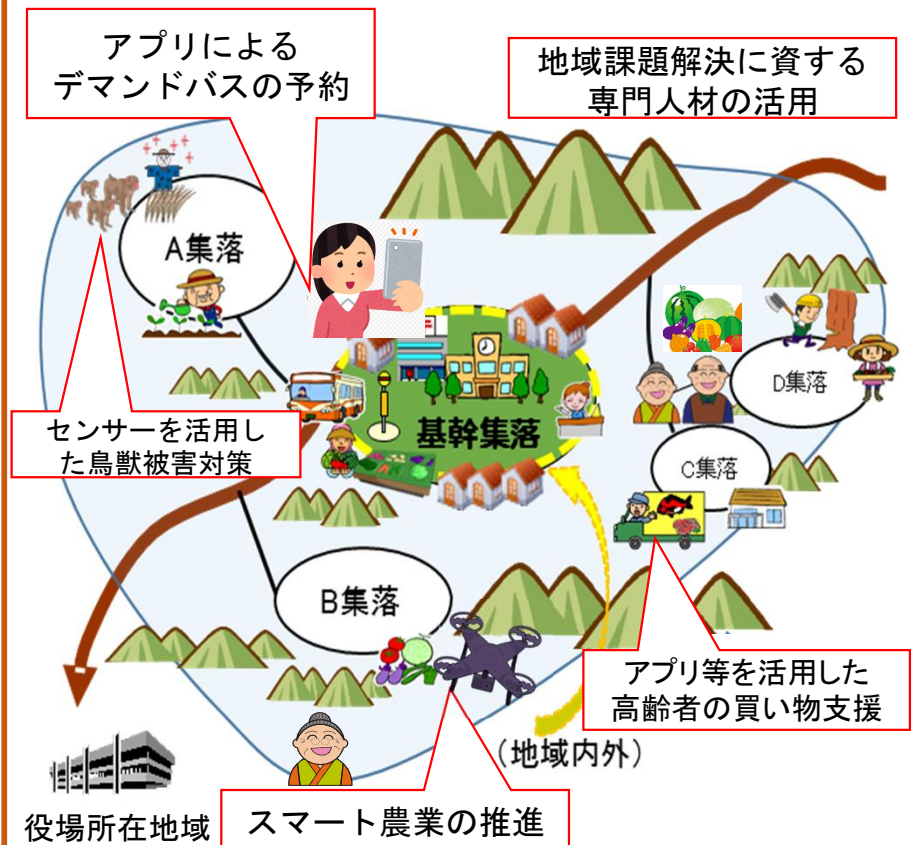 アプリによる
デマンドバスの予約
地域課題解決に資する
専門人材の活用
A集落
D集落
センサーを活用し
た鳥獣被害対策
基幹集落
C集落
B集落
アプリ等を活用した
高齢者の買い物支援
(地域内外)
役場所在地域
スマート農業の推進